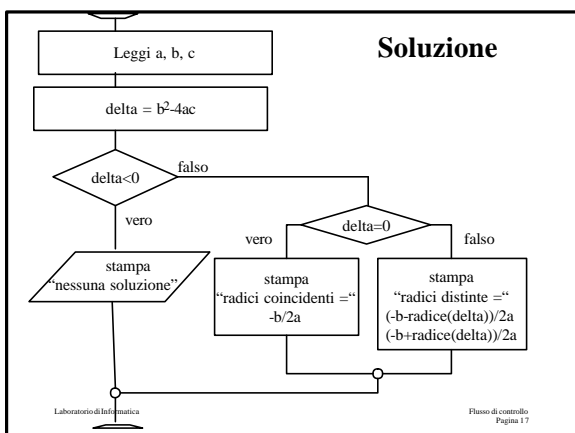 Soluzione
Leggi a, b, c
delta = b²-4ac
delta<0
falso
vero
delta=0
vero
falso
stampa
“nessuna soluzione”
stampa
“radici coincidenti =“
-b/2a
stampa
“radici distinte =“
(-b-radice(delta))/2a
(-b+radice(delta))/2a
Laboratorio di Informatica
Flusso di controllo
Pagina 17